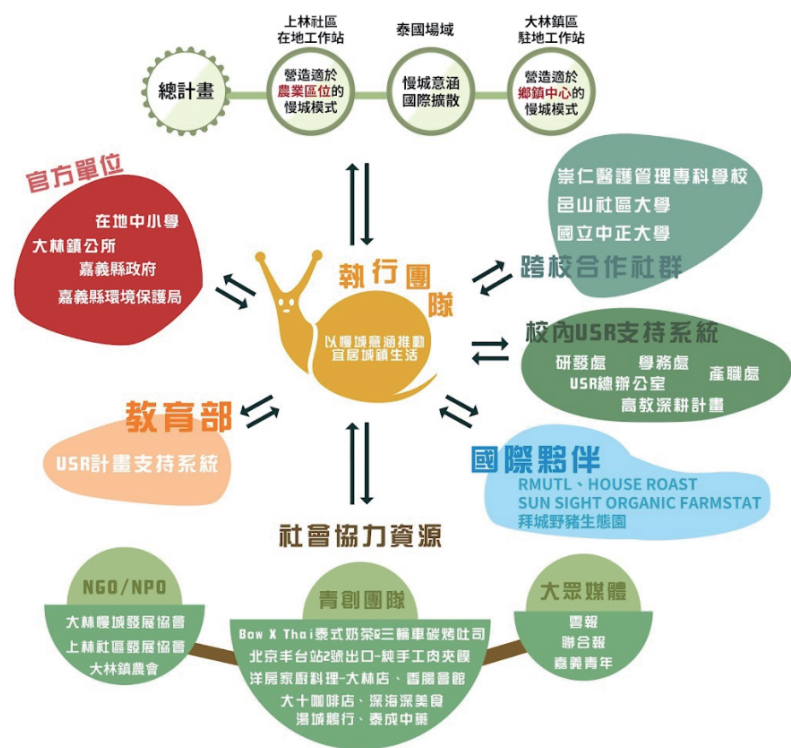 上林社區
在地工作站
泰國場域
大林鎮區
駐地工作站
總計畫
營造適於
農業區位的
慢城模式
慢城意涵
國際擴散
營造適於
鄉鎮中心的
慢城模式
官方單位
在地中小學
大林鎮公所
嘉義縣政府
嘉義縣環境保護局
崇仁醫護管理專科學校
邑山社區大學
國立中正大學
跨校合作社群
執行團隊
以慢城意涵推動
宜居城鎮生活
校內USR支持系統
研發處 學務處 產職處
USR總辦公室
高教深耕計畫
教育部
USR計畫支持系統
國際夥伴
RMUTL、HOUSE ROAST
SUN SIGHT ORGANIC FARMSTAT
拜城野豬生態園
社會協力資源
NGO/NPO
大林慢城發展協會
上林社區發展協會
大林鎮農會
青創團隊
Bow X Thai泰式奶茶&三輪車碳烤吐司
北京丰台站2號出口-純手工肉夾饃
洋房家廚料理-大林店、香腸會館
大十咖啡店、深海深美食
湯城鵝行、泰成中藥
大眾媒體
雲報
聯合報
嘉義青年